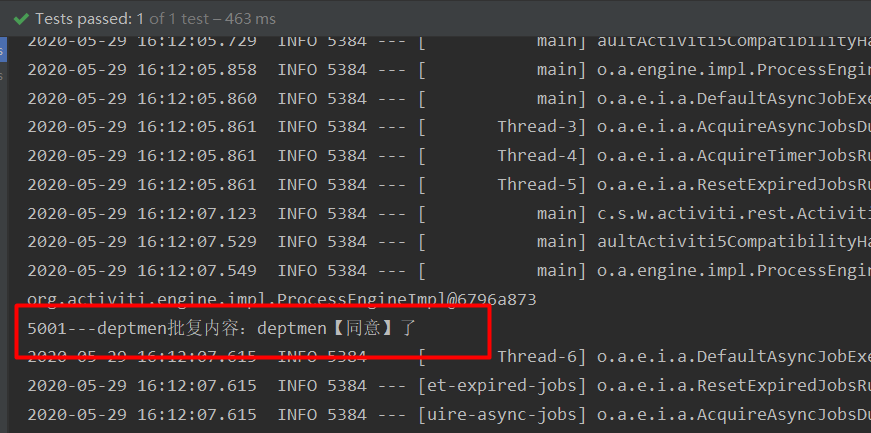 Tests passed: 1 of 1 test – 463 ms
2020-05-29 16:12:05.729  INFO 5384 --- [           main] aultActiviti5CompatibilityHa
2020-05-29 16:12:05.858  INFO 5384 --- [           main] o.a.engine.impl.ProcessEngin
2020-05-29 16:12:05.860  INFO 5384 --- [           main] o.a.e.i.a.DefaultAsyncJobExe
2020-05-29 16:12:05.861  INFO 5384 --- [       Thread-3] o.a.e.i.a.AcquireAsyncJobsDu
2020-05-29 16:12:05.861  INFO 5384 --- [       Thread-4] o.a.e.i.a.AcquireTimerJobsRu
2020-05-29 16:12:05.861  INFO 5384 --- [       Thread-5] o.a.e.i.a.ResetExpiredJobsRu
2020-05-29 16:12:07.123  INFO 5384 --- [           main] c.s.w.activiti.rest.Activiti
2020-05-29 16:12:07.529  INFO 5384 --- [           main] aultActiviti5CompatibilityHa
2020-05-29 16:12:07.549  INFO 5384 --- [           main] o.a.engine.impl.ProcessEngin
org.activiti.engine.impl.ProcessEngineImpl@6796a873
5001---deptmen批复内容：deptmen【同意】了
2020-05-29 16:12:07.615  INFO 5384 --- [       Thread-6] o.a.e.i.a.DefaultAsyncJobExe
2020-05-29 16:12:07.615  INFO 5384 --- [et-expired-jobs] o.a.e.i.a.ResetExpiredJobsRu
2020-05-29 16:12:07.615  INFO 5384 --- [uire-async-jobs] o.a.e.i.a.AcquireAsyncJobsDu